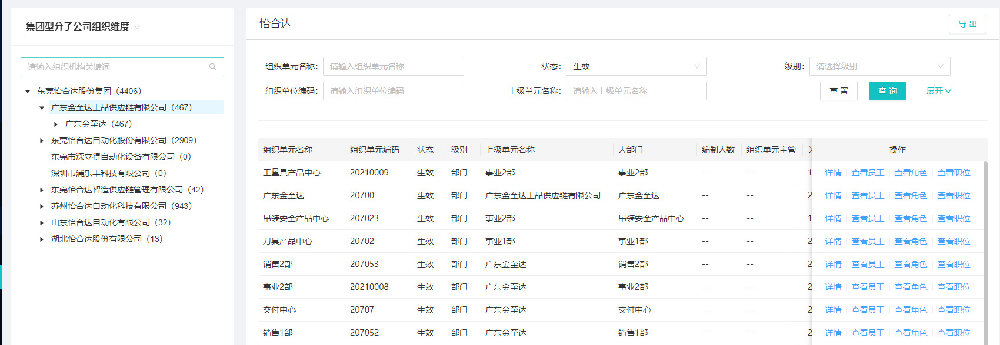 集团型分子公司组织维度
请输入组织机构关键词
东莞怡合达股份集团（4406）
广东金至达工品供应链有限公司（467）
广东金至达（467）
东莞怡合达自动化股份有限公司（2909）
东莞市深立得自动化设备有限公司（0）
深圳市浦乐丰科技有限公司（0）
东莞怡合达智造供应链管理有限公司（42）
苏州怡合达自动化科技有限公司（943）
山东怡合达自动化有限公司（32）
湖北怡合达股份有限公司（13）
怡合达 导 出
组织单元名称： 请输入组织单元名称 状态： 生效 级别： 请选择级别
组织单位编码： 请输入组织单位编码 上级单元名称： 请输入上级单元名称 重 置 查 询 展开
组织单元名称 组织单元编码 状态 级别 上级单元名称 大部门 编制人数 组织单元主管 操作
工量具产品中心 20210009 生效 部门 事业2部 事业2部 -- -- 1 详情 查看员工 查看角色 查看职位
广东金至达 20700 生效 部门 广东金至达工品供应链有限公司 广东金至达 -- -- 2 详情 查看员工 查看角色 查看职位
吊装安全产品中心 207023 生效 部门 事业2部 吊装安全产品中心 -- -- 1 详情 查看员工 查看角色 查看职位
刀具产品中心 20702 生效 部门 事业1部 事业1部 -- -- 2 详情 查看员工 查看角色 查看职位
销售2部 207053 生效 部门 广东金至达 销售2部 -- -- 2 详情 查看员工 查看角色 查看职位
事业2部 20210008 生效 部门 广东金至达 事业2部 -- -- 2 详情 查看员工 查看角色 查看职位
交付中心 20707 生效 部门 广东金至达 交付中心 -- -- 2 详情 查看员工 查看角色 查看职位
销售1部 207052 生效 部门 广东金至达 销售1部 -- -- 2 详情 查看员工 查看角色 查看职位